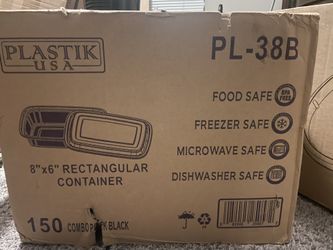 PLASTIK
USA
PL-38B
FOOD SAFE
BPA
FREE
FREEZER SAFE
MICROWAVE SAFE
DISHWASHER SAFE
8"x6" RECTANGULAR
CONTAINER
150 COMBO PACK BLACK